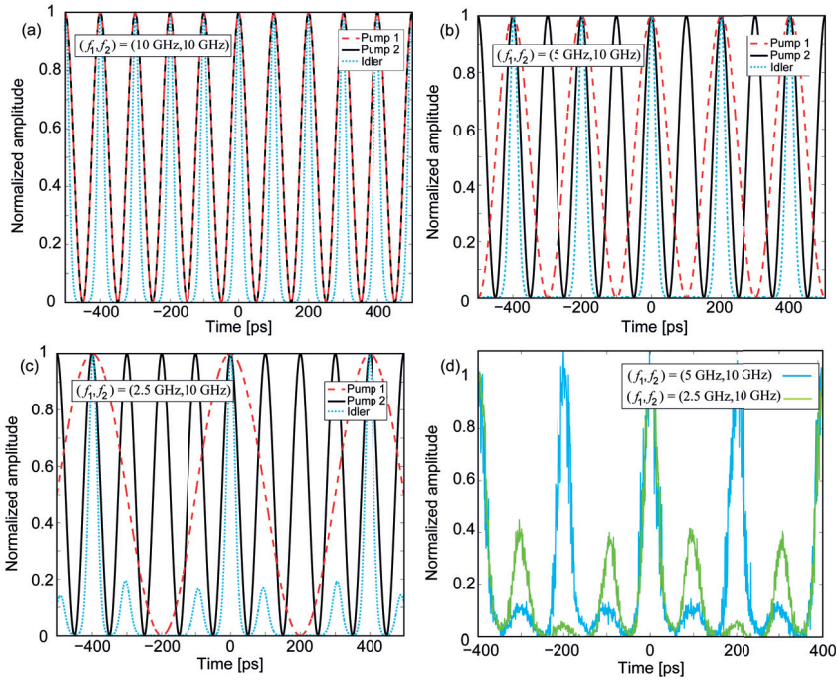 (a)
(f₁,f₂) = (10 GHz,10 GHz)
Pump 1
Pump 2
Idler
Normalized amplitude
1
0.8
0.6
0.4
0.2
0
−400 −200 0 200 400
Time [ps]
(b)
(f₁,f₂) = (5 GHz,10 GHz)
Pump 1
Pump 2
Idler
Normalized amplitude
1
0.8
0.6
0.4
0.2
0
−400 −200 0 200 400
Time [ps]
(c)
(f₁,f₂) = (2.5 GHz,10 GHz)
Pump 1
Pump 2
Idler
Normalized amplitude
1
0.8
0.6
0.4
0.2
0
−400 −200 0 200 400
Time [ps]
(d)
(f₁,f₂) = (5 GHz,10 GHz)
(f₁,f₂) = (2.5 GHz,10 GHz)
Normalized amplitude
1
0.8
0.6
0.4
0.2
0
-400 -200 0 200 400
Time [ps]